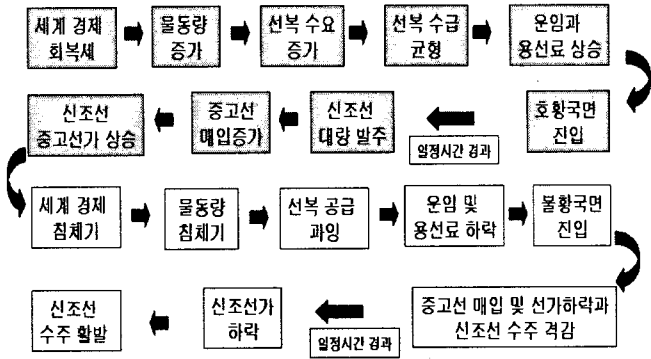 세계 경제
회복세
물동량
증가
선복 수요
증가
선복 수급
균형
운임과
용선료 상승
호황국면
진입
일정시간 경과
신조선
대량 발주
중고선
매입증가
신조선
중고선가 상승
세계 경제
침체기
물동량
침체기
선복 공급
과잉
운임 및
용선료 하락
불황국면
진입
중고선 매입 및 선가하락과
신조선 수주 격감
일정시간 경과
신조선가
하락
신조선
수주 활발